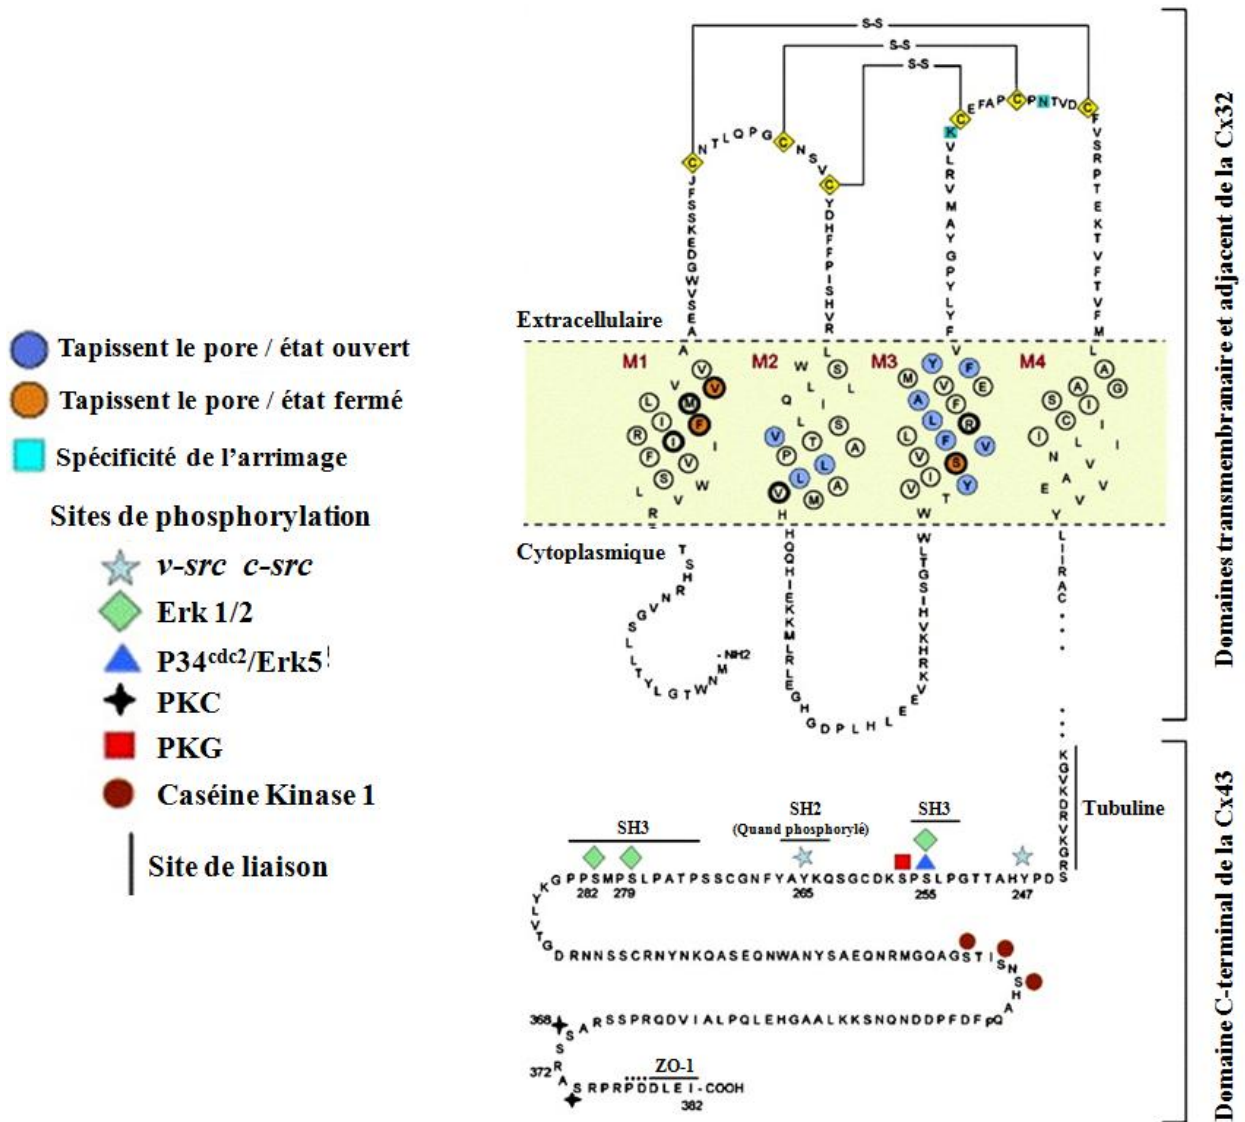 S-S
S-S
S-S
C N T L Q P G C N S V C
K C E F A P C P N T V D C
J F S S K E D G W V S E A
Y D H F F P I S H V R
V L R V M A Y G P Y L Y F
F V S R P T E K T V F T V F M
Extracellulaire
M1
A V V V M L I F R I I F V S W L V R
M2
L W S L L Q I L S V T A P L L A V M H
M3
V Y F M V E A F L R L F V V S I Y V T W
M4
L A A G S I C I I L I N V A V E V Y
Cytoplasmique
T S H R N V G S L L T Y L G T W N M - NH2
H Q Q H I E K K M L R L E G H G D P L H L E E V K R H K V H I S G T L W
L I I R A C . . .
. . .
K G V K D R V K G R S
Tubuline
SH3
SH2
(Quand phosphorylé)
SH3
K G P P S M P S L P A T P S S C G N F Y A Y K Q S G C D K S P S L P G T T A H Y P D S
282 279 265 255 247
Y L V T G
D R N N S S C R N Y N K Q A S E Q N W A N Y S A E Q N R M G Q A G S T I S N S H A
368 S A R S S P R Q D V I A L P Q L E H G A A L K K S N Q N D D P F D F p Q
S
372 R
A S R P R P D D L E I - COOH
ZO-1
382
Tapissent le pore / état ouvert
Tapissent le pore / état fermé
Spécificité de l’arrimage
Sites de phosphorylation
v-src c-src
Erk 1/2
P34cdc2/Erk5
PKC
PKG
Caséine Kinase 1
Site de liaison
Domaines transmembranaire et adjacent de la Cx32
Domaine C-terminal de la Cx43